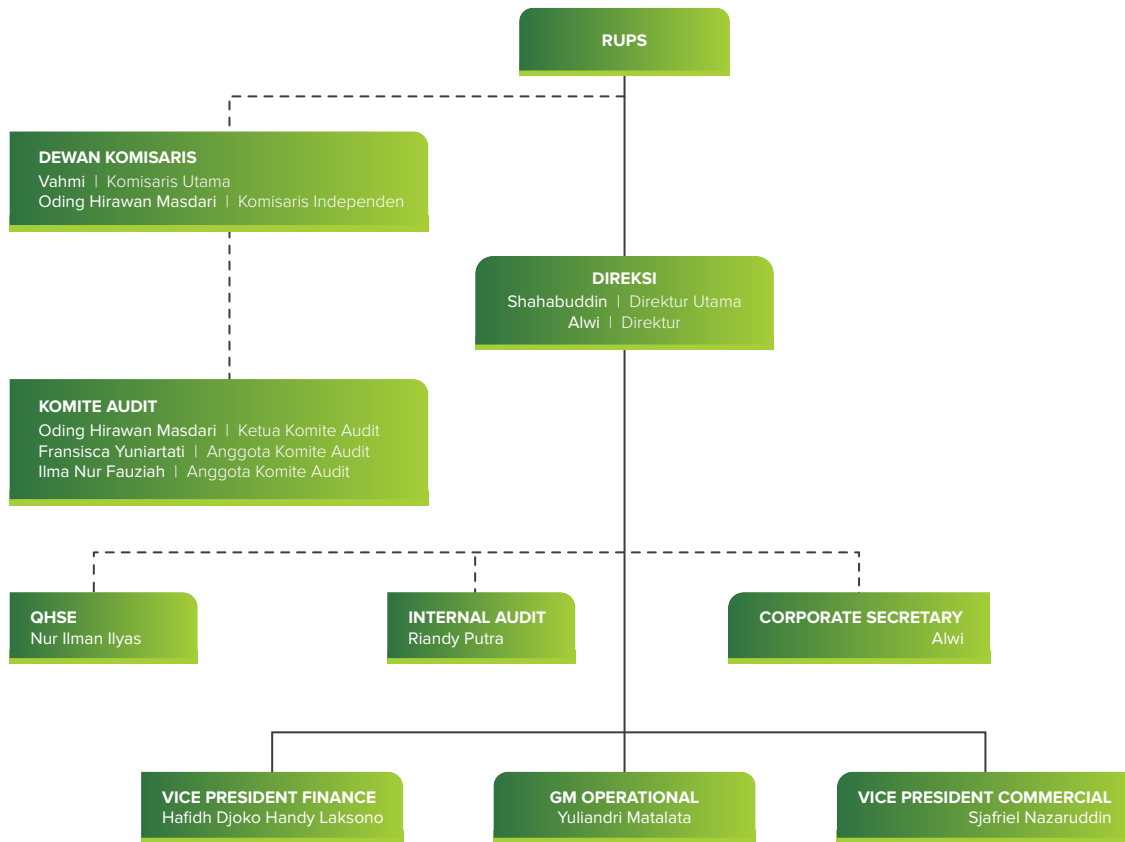 RUPS
DEWAN KOMISARIS
Vahmi | Komisaris Utama
Oding Hirawan Masdari | Komisaris Independen
DIREKSI
Shahabuddin | Direktur Utama
Alwi | Direktur
KOMITE AUDIT
Oding Hirawan Masdari | Ketua Komite Audit
Fransisca Yuniartati | Anggota Komite Audit
Ilma Nur Fauziah | Anggota Komite Audit
QHSE
Nur Ilman Ilyas
INTERNAL AUDIT
Riandy Putra
CORPORATE SECRETARY
Alwi
VICE PRESIDENT FINANCE
Hafidh Djoko Handy Laksono
GM OPERATIONAL
Yuliandri Matalata
VICE PRESIDENT COMMERCIAL
Sjafriel Nazaruddin